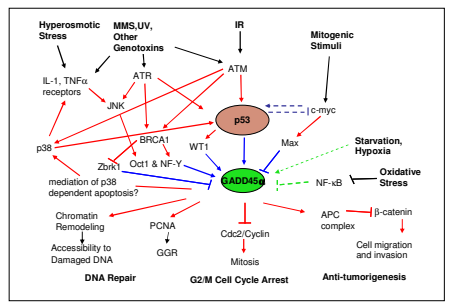 Hyperosmotic
Stress
MMS,UV,
Other
Genotoxins
IR
Mitogenic
Stimuli
IL-1, TNFα
receptors
ATR
ATM
JNK
p53
c-myc
p38
BRCA1
WT1
Max
Starvation,
Hypoxia
Zbrk1
Oct1 & NF-Y
GADD45α
NF-κB
Oxidative
Stress
mediation of p38
dependent apoptosis?
Chromatin
Remodeling
PCNA
Cdc2/Cyclin
APC
complex
β-catenin
Accessibility to
Damaged DNA
GGR
Mitosis
Cell migration
and invasion
DNA Repair
G2/M Cell Cycle Arrest
Anti-tumorigenesis